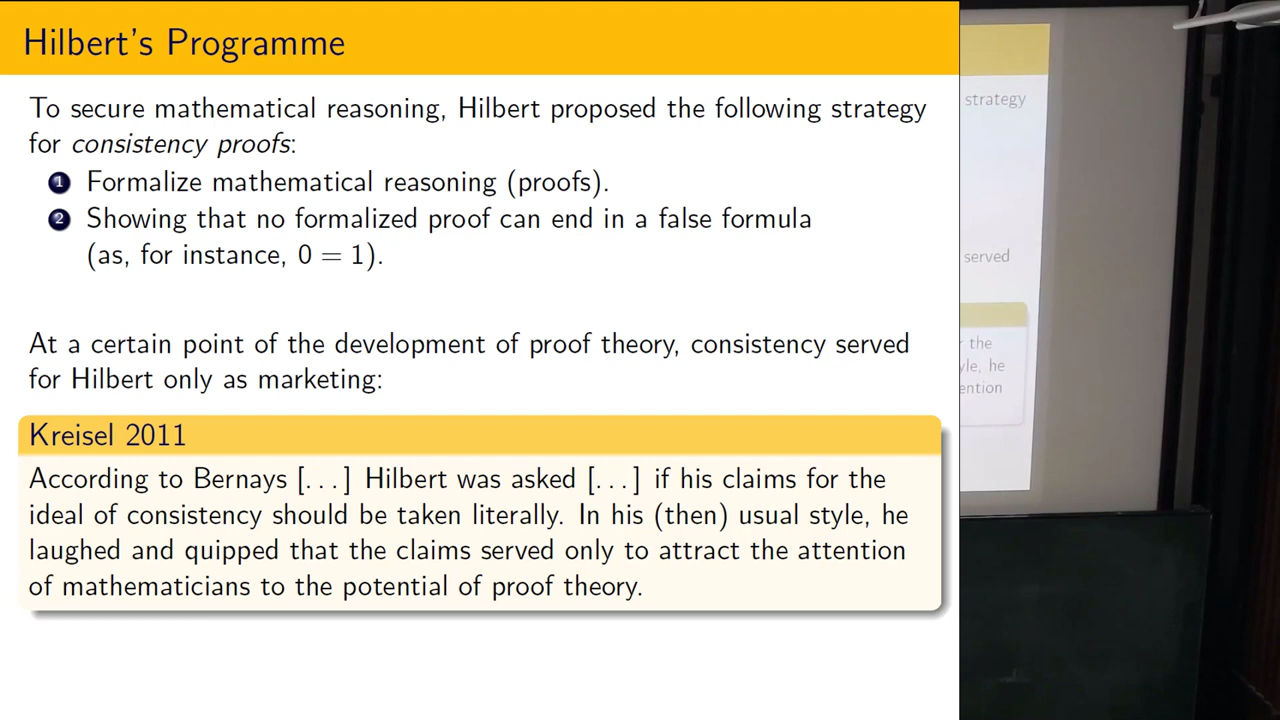 Hilbert's Programme
To secure mathematical reasoning, Hilbert proposed the following strategy
for consistency proofs:
1 Formalize mathematical reasoning (proofs).
2 Showing that no formalized proof can end in a false formula
(as, for instance, 0 = 1).
At a certain point of the development of proof theory, consistency served
for Hilbert only as marketing:
Kreisel 2011
According to Bernays [...] Hilbert was asked [...] if his claims for the
ideal of consistency should be taken literally. In his (then) usual style, he
laughed and quipped that the claims served only to attract the attention
of mathematicians to the potential of proof theory.
strategy
served
the
yle, he
ention